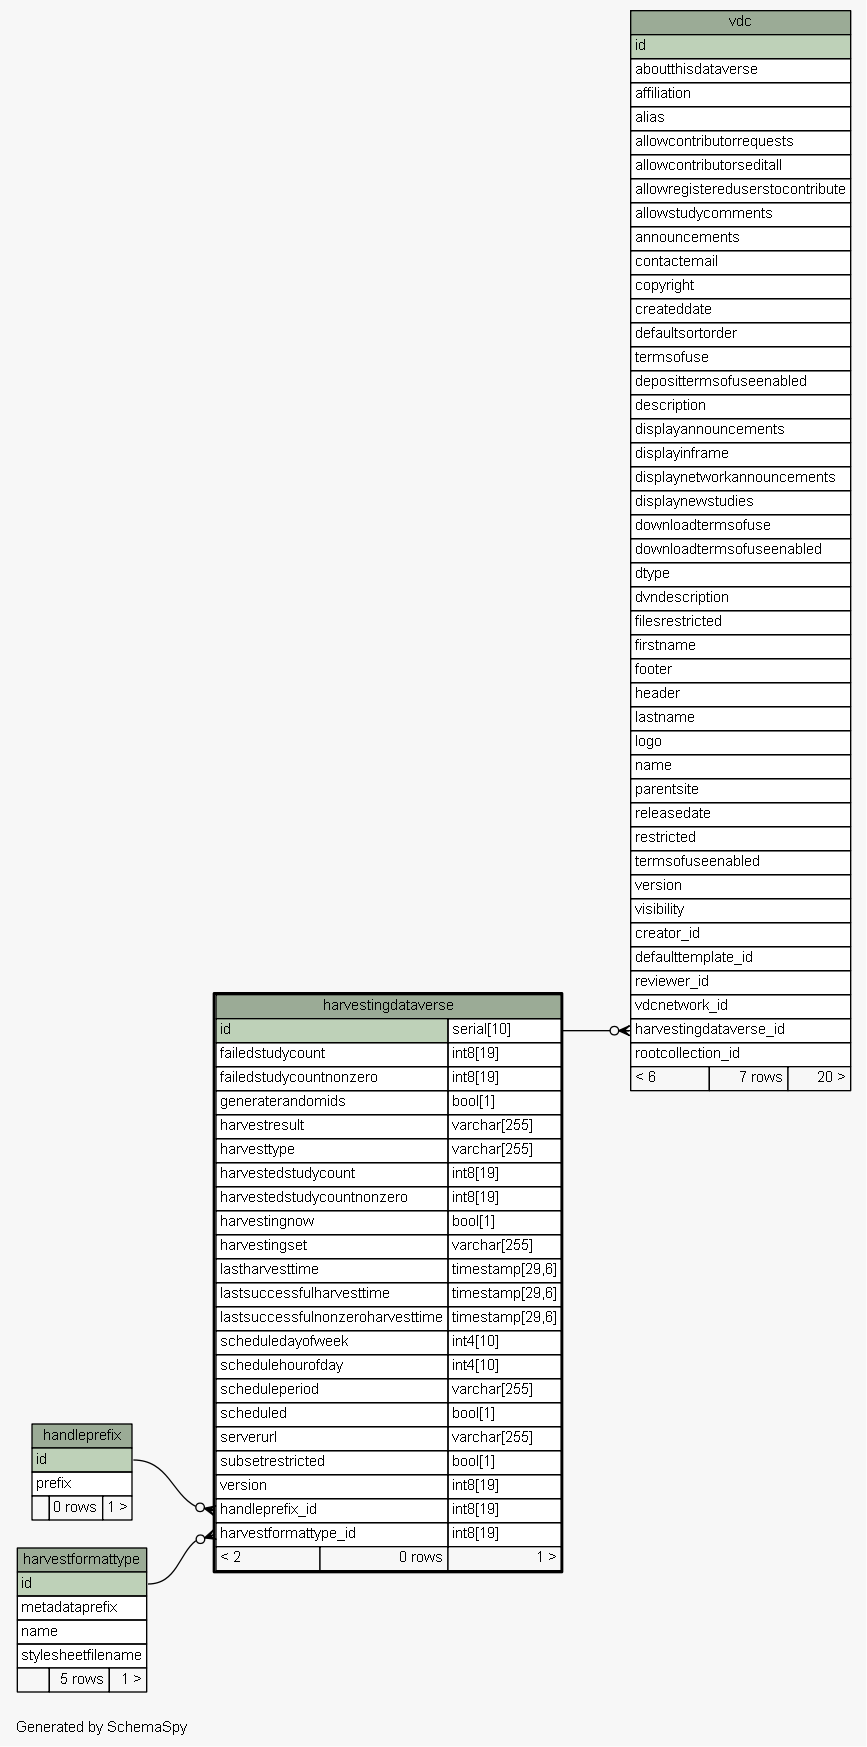 vdc
id
aboutthisdataverse
affiliation
alias
allowcontributorrequests
allowcontributorseditall
allowregistereduserstocontribute
allowstudycomments
announcements
contactemail
copyright
createddate
defaultsortorder
termsofuse
deposittermsofuseenabled
description
displayannouncements
displayinframe
displaynetworkannouncements
displaynewstudies
downloadtermsofuse
downloadtermsofuseenabled
dtype
dvndescription
filesrestricted
firstname
footer
header
lastname
logo
name
parentsite
releasedate
restricted
termsofuseenabled
version
visibility
creator_id
defaulttemplate_id
reviewer_id
vdcnetwork_id
harvestingdataverse_id
rootcollection_id
< 6 7 rows 20 >
harvestingdataverse
id serial[10]
failedstudycount int8[19]
failedstudycountnonzero int8[19]
generaterandomids bool[1]
harvestresult varchar[255]
harvesttype varchar[255]
harvestedstudycount int8[19]
harvestedstudycountnonzero int8[19]
harvestingnow bool[1]
harvestingset varchar[255]
lastharvesttime timestamp[29,6]
lastsuccessfulharvesttime timestamp[29,6]
lastsuccessfulnonzeroharvesttime timestamp[29,6]
scheduledayofweek int4[10]
schedulehourofday int4[10]
scheduleperiod varchar[255]
scheduled bool[1]
serverurl varchar[255]
subsetrestricted bool[1]
version int8[19]
handleprefix_id int8[19]
harvestformattype_id int8[19]
< 2 0 rows 1 >
handleprefix
id
prefix
0 rows 1 >
harvestformattype
id
metadataprefix
name
stylesheetfilename
5 rows 1 >
Generated by SchemaSpy